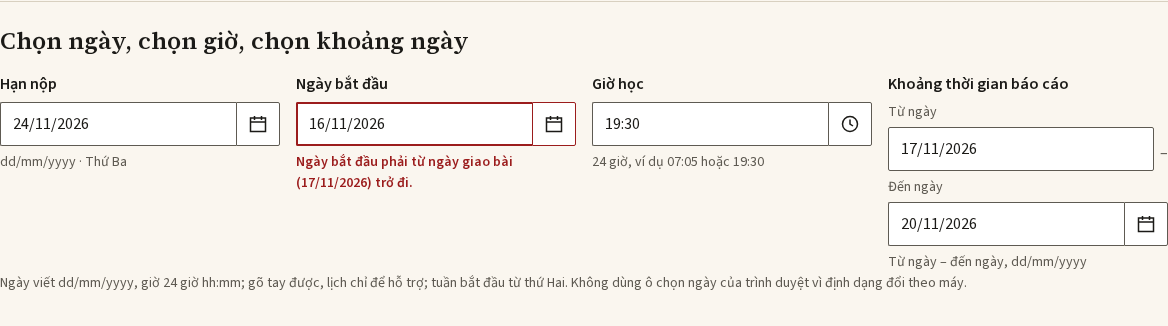 Chọn ngày, chọn giờ, chọn khoảng ngày
Hạn nộp
24/11/2026
dd/mm/yyyy · Thứ Ba
Ngày bắt đầu
16/11/2026
Ngày bắt đầu phải từ ngày giao bài
(17/11/2026) trở đi.
Giờ học
19:30
24 giờ, ví dụ 07:05 hoặc 19:30
Khoảng thời gian báo cáo
Từ ngày
17/11/2026
–
Đến ngày
20/11/2026
Từ ngày – đến ngày, dd/mm/yyyy
Ngày viết dd/mm/yyyy, giờ 24 giờ hh:mm; gõ tay được, lịch chỉ để hỗ trợ; tuần bắt đầu từ thứ Hai. Không dùng ô chọn ngày của trình duyệt vì định dạng đổi theo máy.